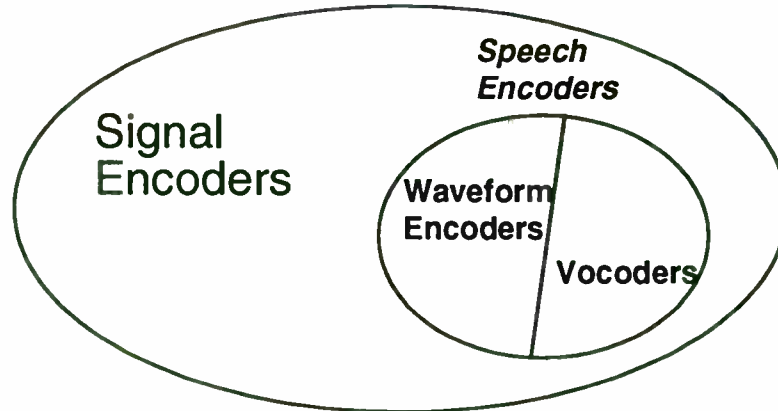 Speech
Encoders
Signal
Encoders
Waveform
Encoders
Vocoders